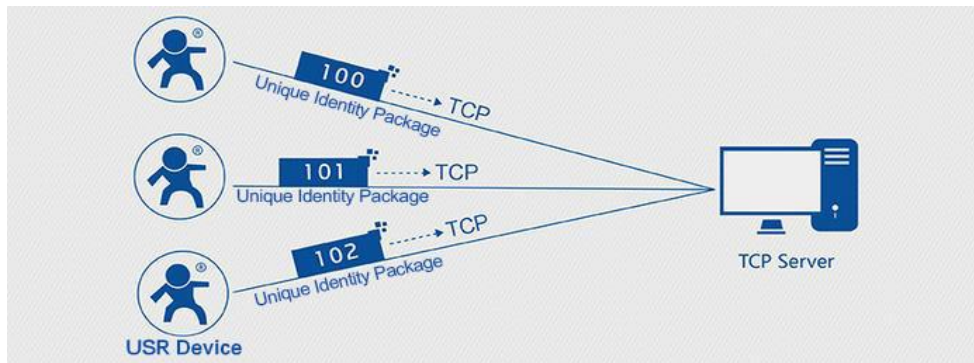 ®
100
TCP
Unique Identity Package
®
101
TCP
Unique Identity Package
TCP Server
®
102
TCP
Unique Identity Package
USR Device